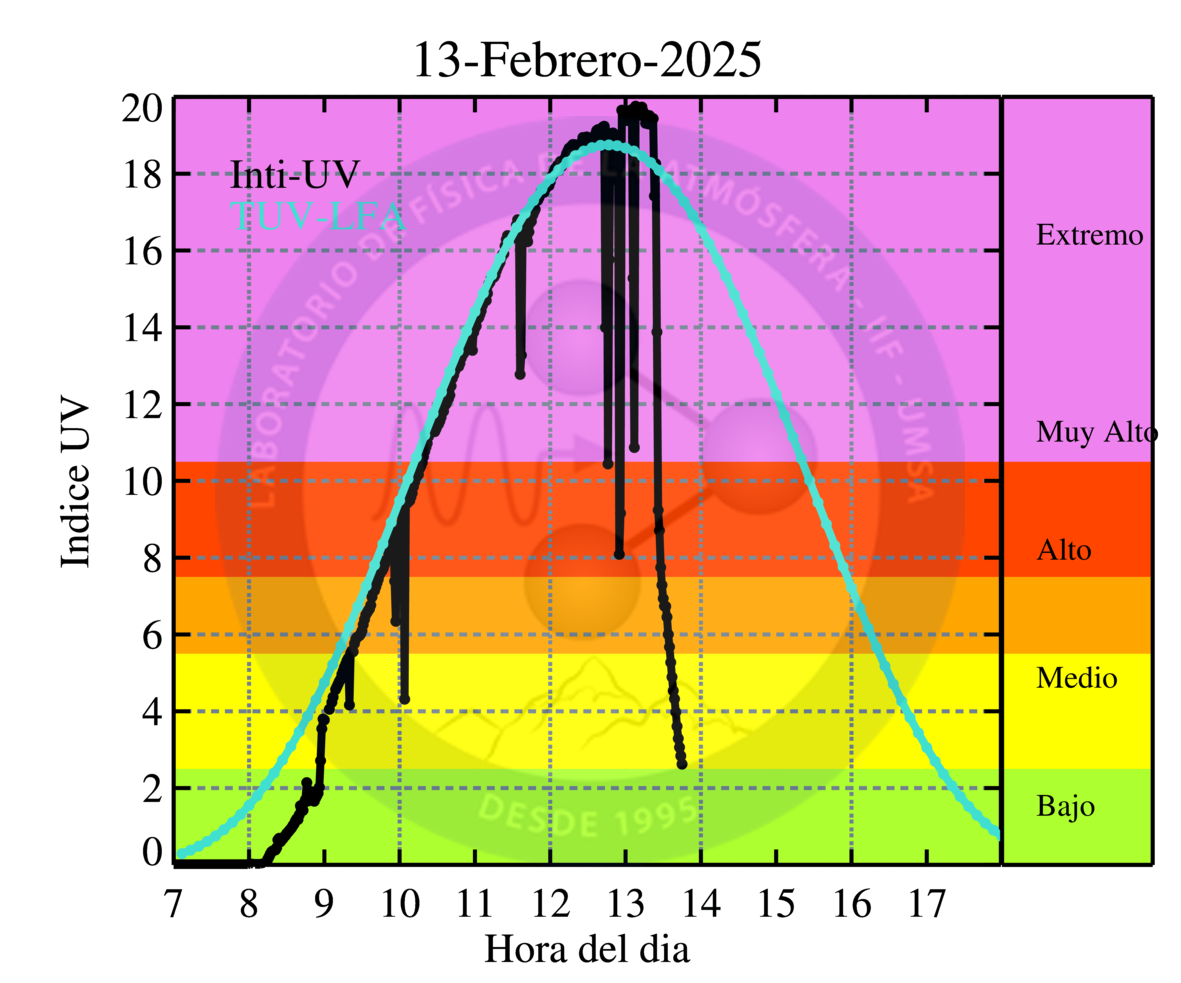 13-Febrero-2025
Indice UV
20
18
16
14
12
10
8
6
4
2
0
Inti-UV
TUV-LFA
LABORATORIO DE FÍSICA DE LA ATMÓSFERA - IIF - UMSA
DESDE 1995
Extremo
Muy Alto
Alto
Medio
Bajo
7 8 9 10 11 12 13 14 15 16 17
Hora del dia